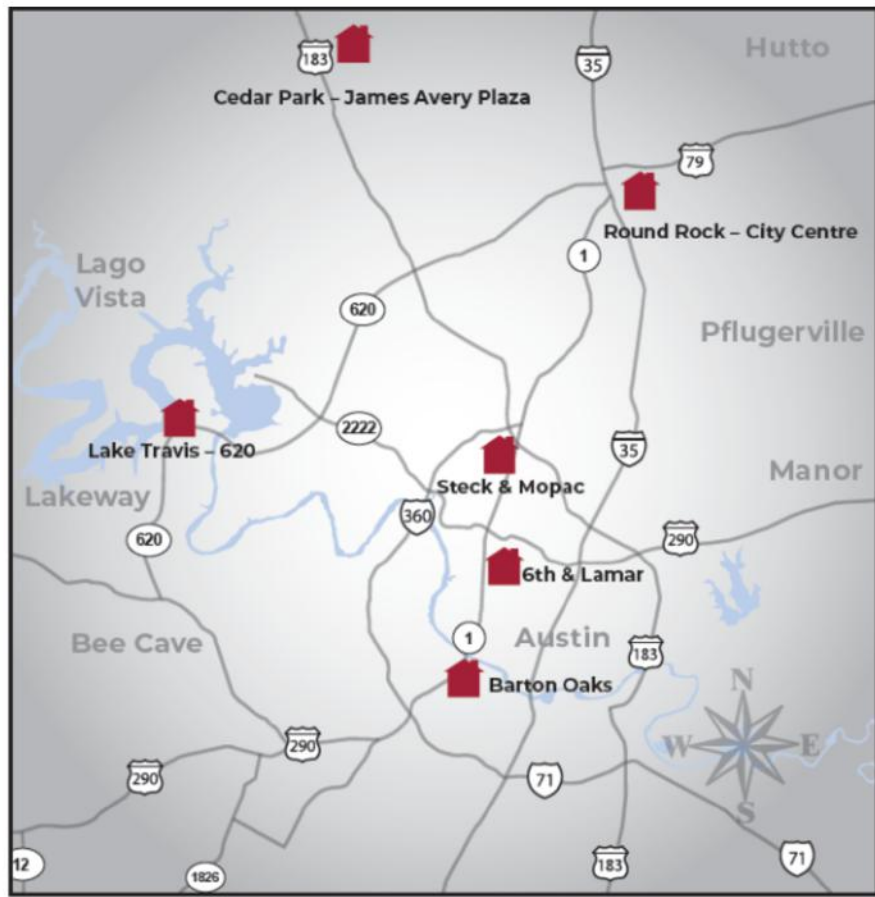 Hutto
183
35
Cedar Park – James Avery Plaza
79
Round Rock – City Centre
1
Lago
Vista
620
Pflugerville
2222
Lake Travis – 620
35
Steck & Mopac
Manor
Lakeway
360
620
290
6th & Lamar
Bee Cave
1
Austin
183
Barton Oaks
N
W
E
S
290
290
71
12
1826
183
71